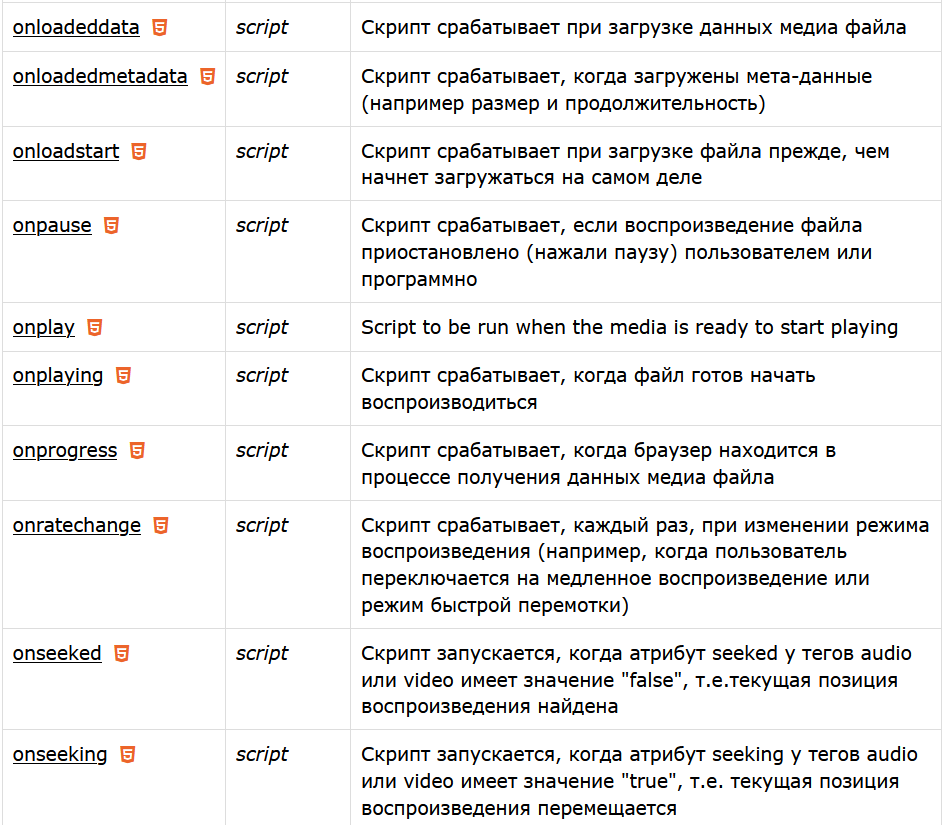 onloadeddata script Скрипт срабатывает при загрузке данных медиа файла
onloadedmetadata script Скрипт срабатывает, когда загружены мета-данные
(например размер и продолжительность)
onloadstart script Скрипт срабатывает при загрузке файла прежде, чем
начнет загружаться на самом деле
onpause script Скрипт срабатывает, если воспроизведение файла
приостановлено (нажали паузу) пользователем или
программно
onplay script Script to be run when the media is ready to start playing
onplaying script Скрипт срабатывает, когда файл готов начать
воспроизводиться
onprogress script Скрипт срабатывает, когда браузер находится в
процессе получения данных медиа файла
onratechange script Скрипт срабатывает, каждый раз, при изменении режима
воспроизведения (например, когда пользователь
переключается на медленное воспроизведение или
режим быстрой перемотки)
onseeked script Скрипт запускается, когда атрибут seeked у тегов audio
или video имеет значение "false", т.е.текущая позиция
воспроизведения найдена
onseeking script Скрипт запускается, когда атрибут seeking у тегов audio
или video имеет значение "true", т.е. текущая позиция
воспроизведения перемещается